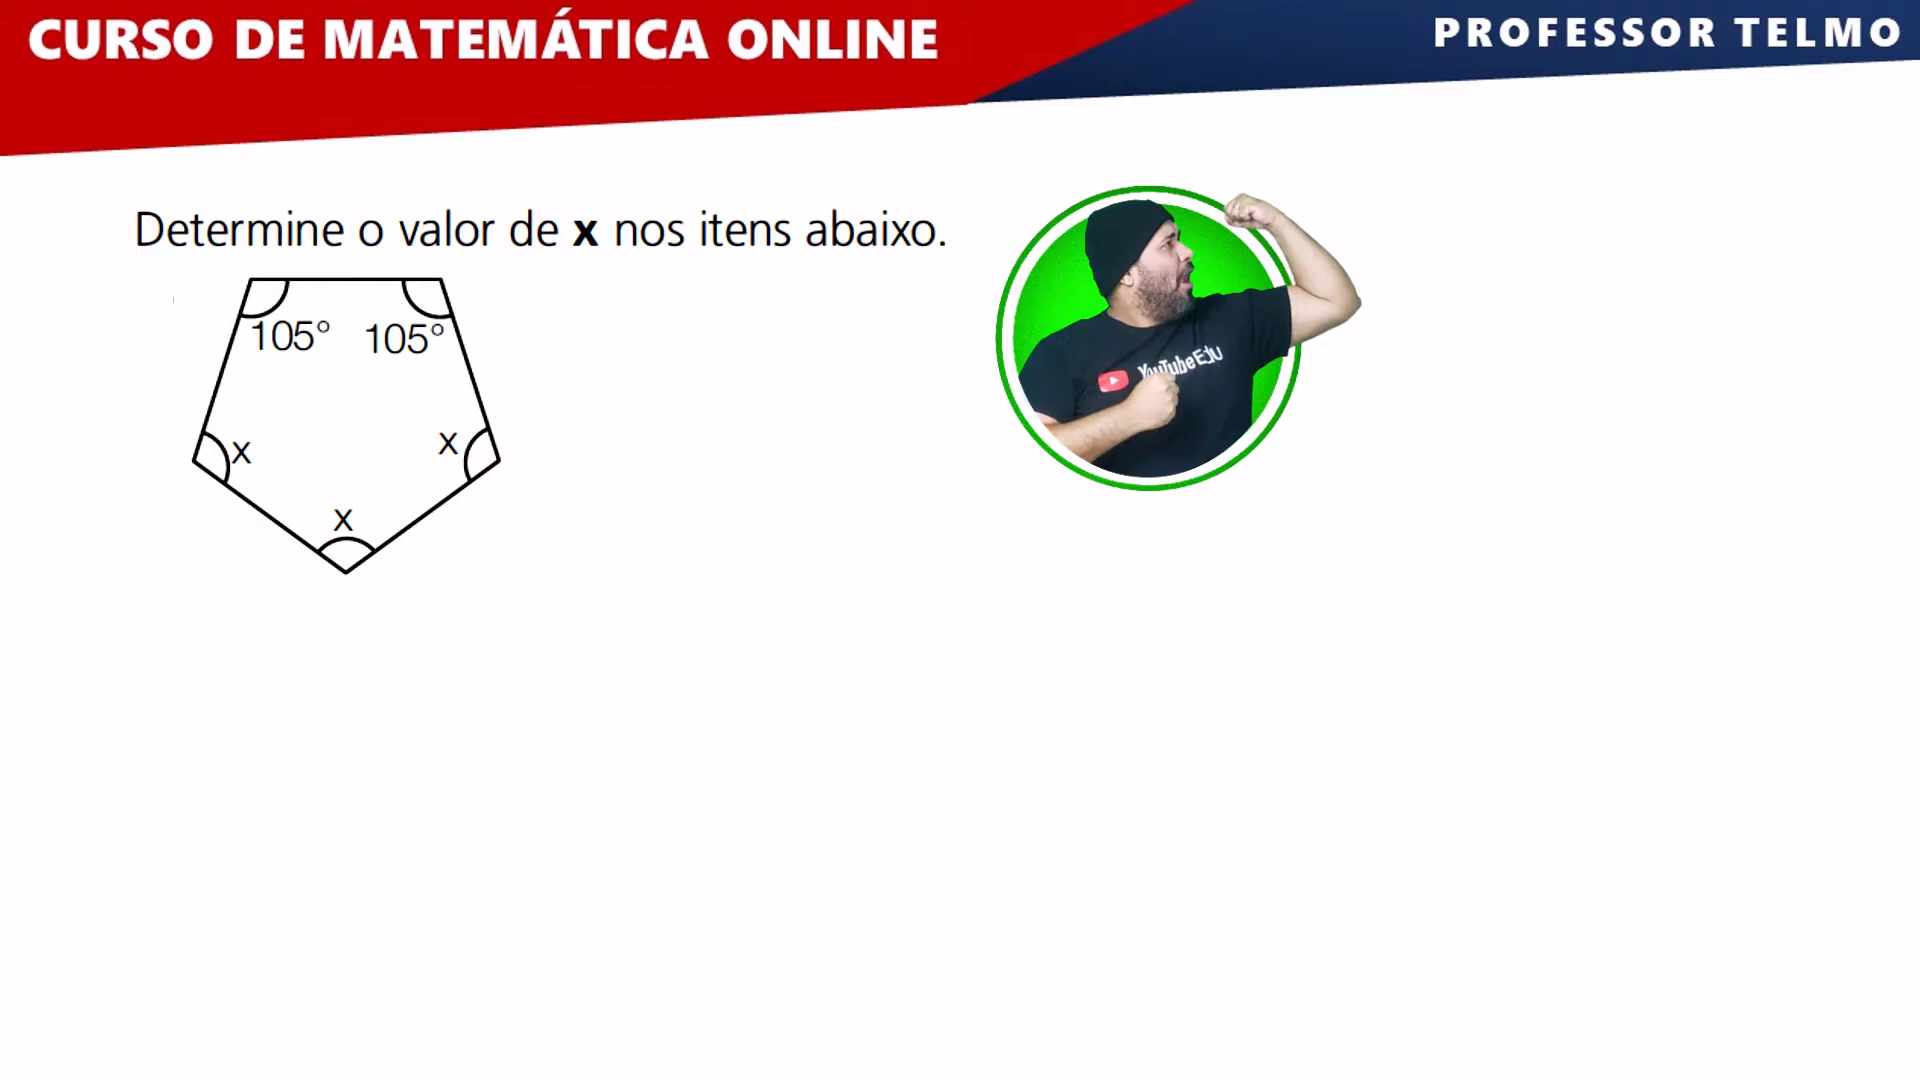 CURSO DE MATEMÁTICA ONLINE
PROFESSOR TELMO
Determine o valor de x nos itens abaixo.
105° 105°
x x
x
YouTube Edu